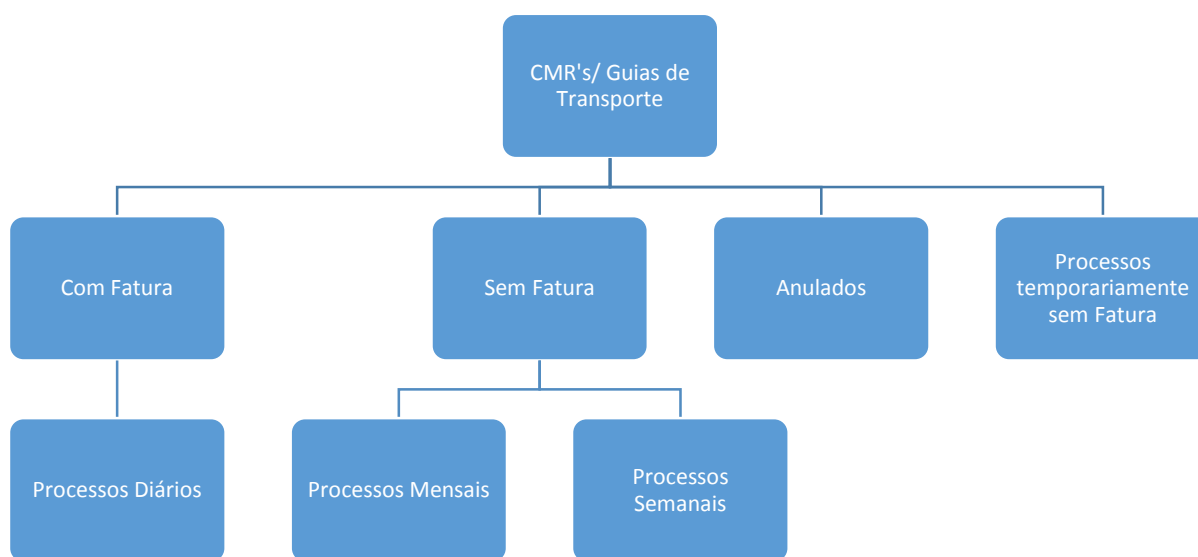 CMR's/ Guias de
Transporte
Com Fatura
Sem Fatura
Anulados
Processos
temporariamente
sem Fatura
Processos Diários
Processos Mensais
Processos
Semanais